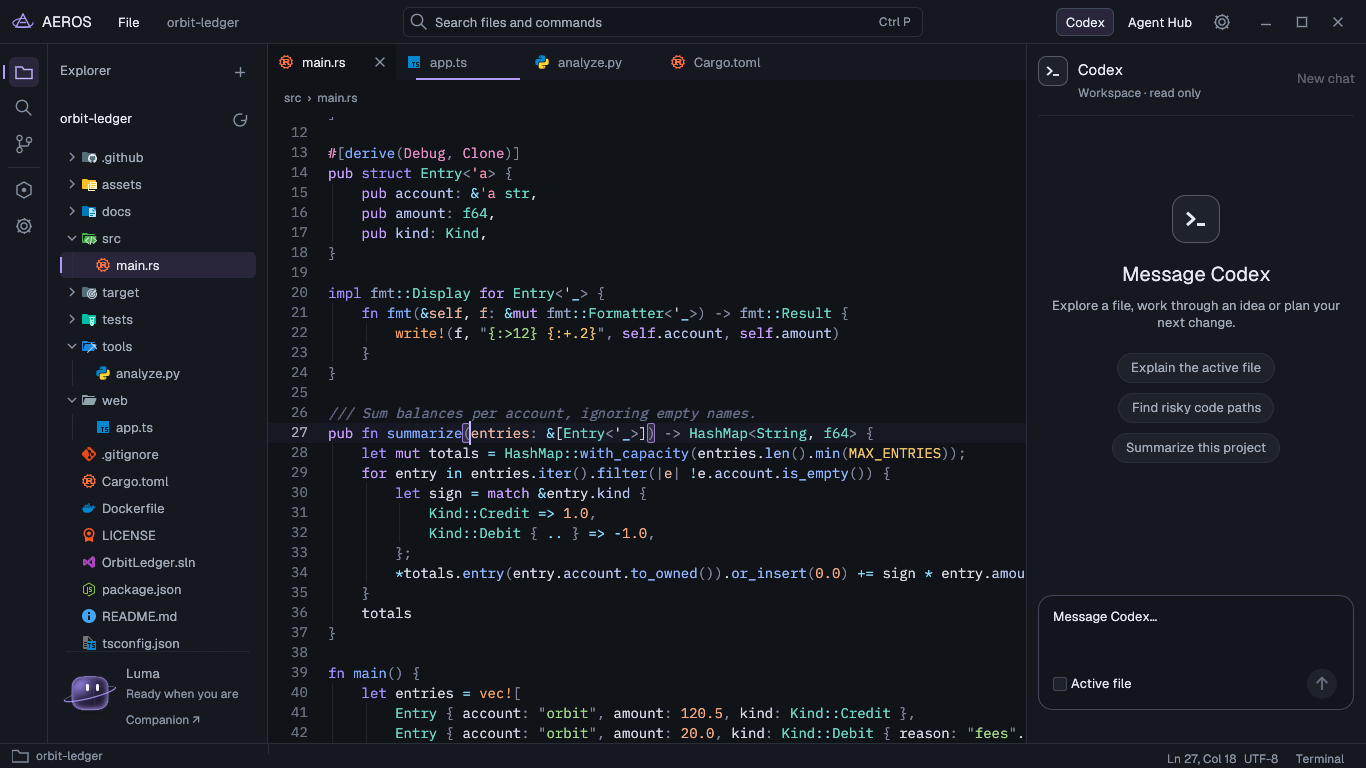 AEROS File orbit-ledger Search files and commands Ctrl P Codex Agent Hub
Explorer
orbit-ledger
.github
assets
docs
src
main.rs
target
tests
tools
analyze.py
web
app.ts
.gitignore
Cargo.toml
Dockerfile
LICENSE
OrbitLedger.sln
package.json
README.md
tsconfig.json
Luma
Ready when you are
Companion ↗
main.rs app.ts analyze.py Cargo.toml
src › main.rs
12
13 #[derive(Debug, Clone)]
14 pub struct Entry<'a> {
15     pub account: &'a str,
16     pub amount: f64,
17     pub kind: Kind,
18 }
19
20 impl fmt::Display for Entry<'_> {
21     fn fmt(&self, f: &mut fmt::Formatter<'_>) -> fmt::Result {
22         write!(f, "{:>12} {:+.2}", self.account, self.amount)
23     }
24 }
25
26 /// Sum balances per account, ignoring empty names.
27 pub fn summarize(entries: &[Entry<'_>]) -> HashMap<String, f64> {
28     let mut totals = HashMap::with_capacity(entries.len().min(MAX_ENTRIES));
29     for entry in entries.iter().filter(|e| !e.account.is_empty()) {
30         let sign = match &entry.kind {
31             Kind::Credit => 1.0,
32             Kind::Debit { .. } => -1.0,
33         };
34         *totals.entry(entry.account.to_owned()).or_insert(0.0) += sign * entry.amou
35     }
36     totals
37 }
38
39 fn main() {
40     let entries = vec![
41         Entry { account: "orbit", amount: 120.5, kind: Kind::Credit },
42         Entry { account: "orbit", amount: 20.0, kind: Kind::Debit { reason: "fees".
Codex
Workspace · read only
New chat
Message Codex
Explore a file, work through an idea or plan your
next change.
Explain the active file
Find risky code paths
Summarize this project
Message Codex…
Active file
orbit-ledger
Ln 27, Col 18 UTF-8 Terminal